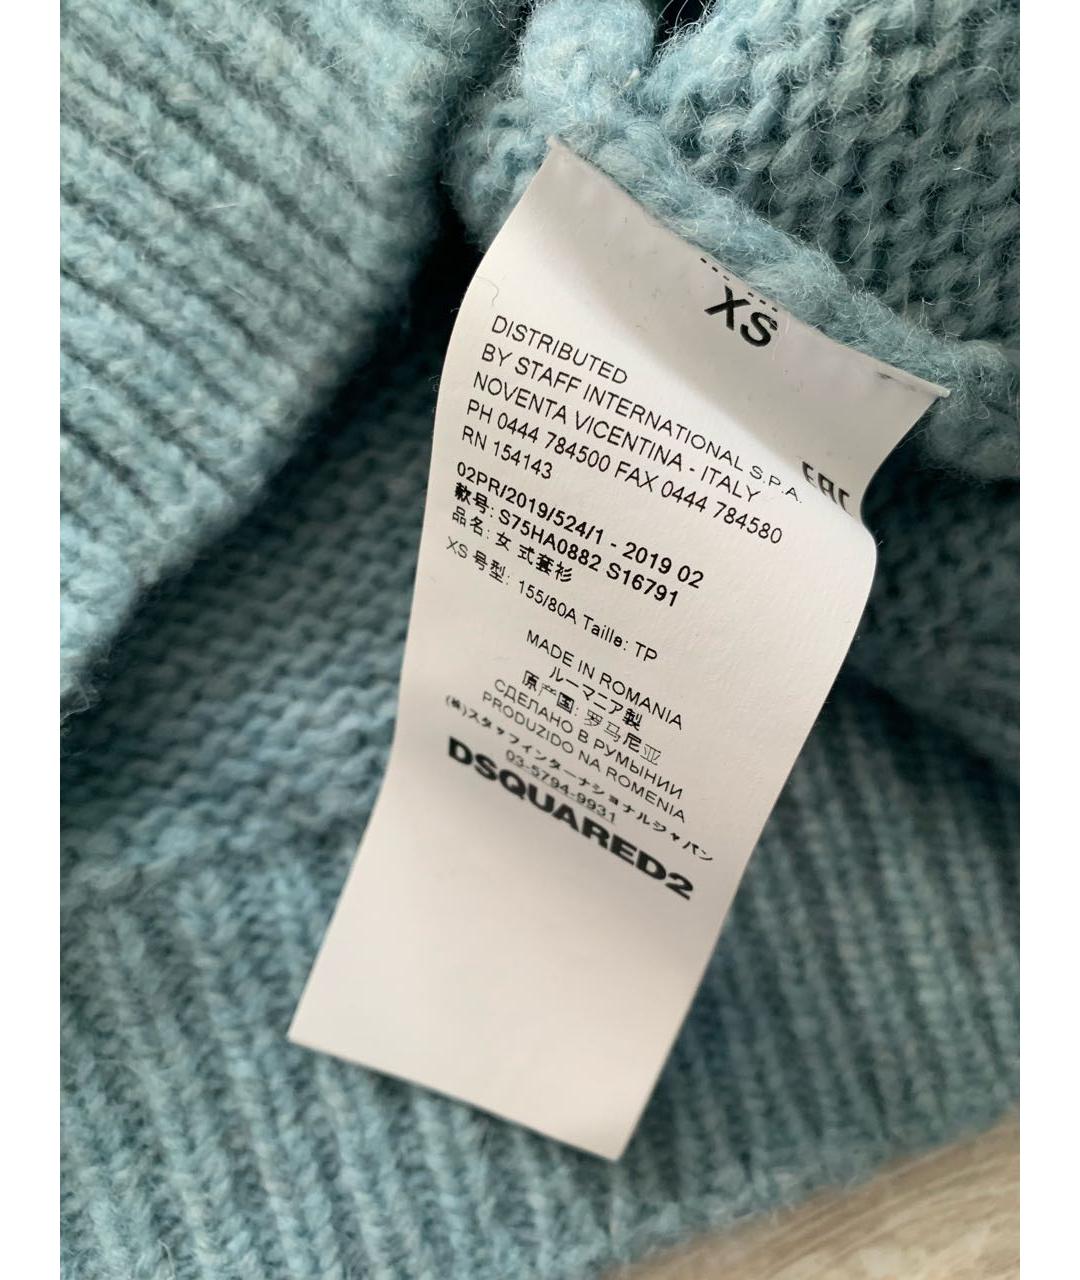 XS
DISTRIBUTED
BY STAFF INTERNATIONAL S.P.A.
NOVENTA VICENTINA - ITALY
PH 0444 784500 FAX 0444 784580
RN 154143
EAC
02PR/2019/524/1 - 2019 02
款号: S75HA0882 S16791
品名: 女 式套衫
XS 号型: 155/80A Taille: TP
MADE IN ROMANIA
ルーマニア製
原产国: 罗马尼亚
СДЕЛАНО В РУМЫНИИ
PRODUZIDO NA ROMENIA
(株)スタッフインターナショナルジャパン
03-5794-9931
DSQUARED2